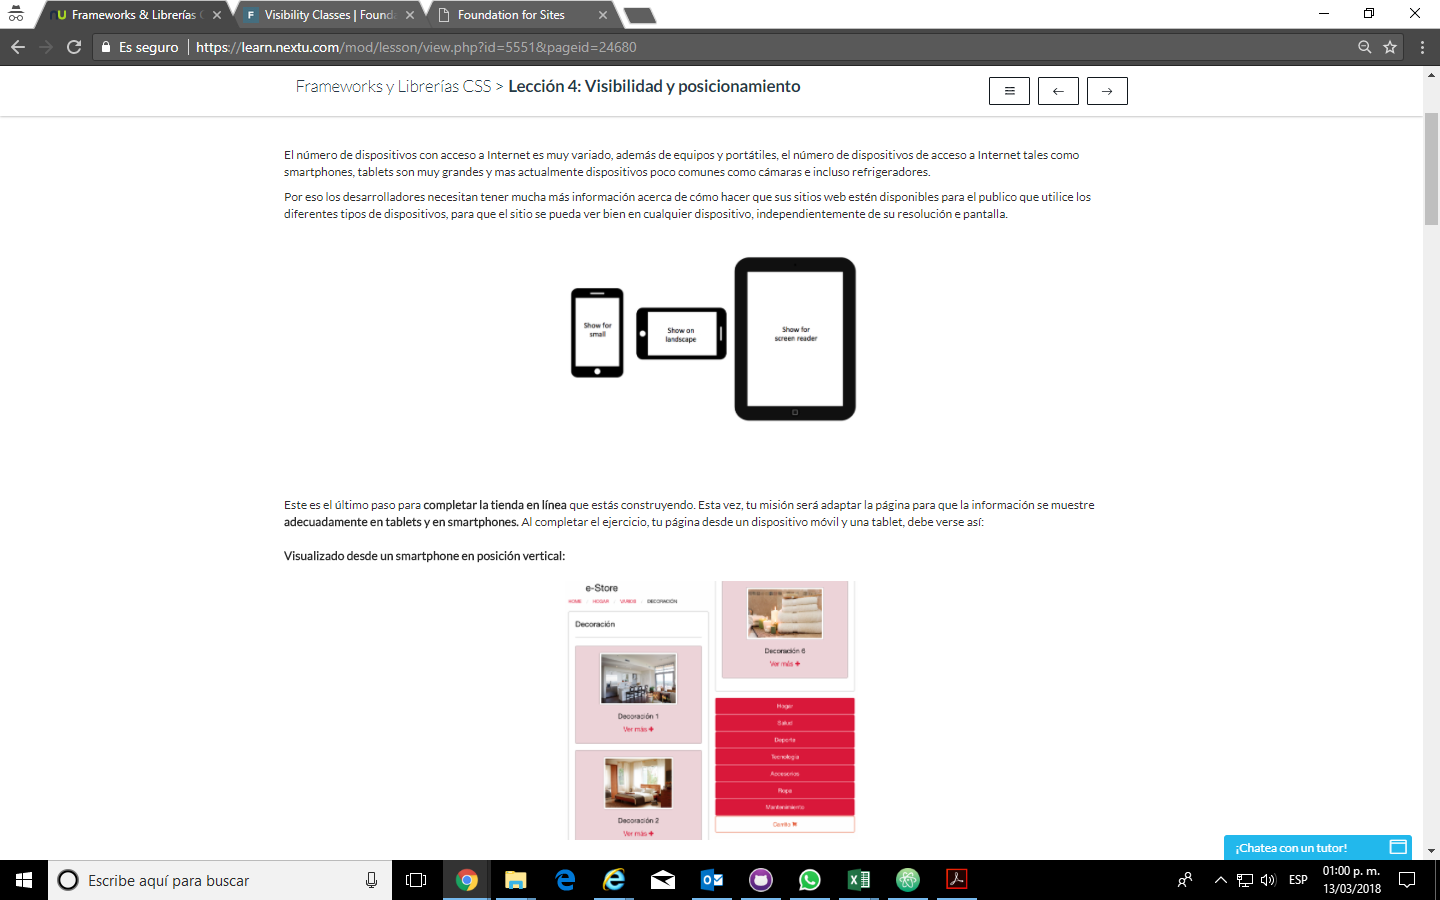 Frameworks & Librerías C
Visibility Classes | Founda
Foundation for Sites
Es seguro
https://learn.nextu.com/mod/lesson/view.php?id=5551&pageid=24680
Frameworks y Librerías CSS > Lección 4: Visibilidad y posicionamiento
El número de dispositivos con acceso a Internet es muy variado, además de equipos y portátiles, el número de dispositivos de acceso a Internet tales como
smartphones, tablets son muy grandes y mas actualmente dispositivos poco comunes como cámaras e incluso refrigeradores.
Por eso los desarrolladores necesitan tener mucha más información acerca de cómo hacer que sus sitios web estén disponibles para el publico que utilice los
diferentes tipos de dispositivos, para que el sitio se pueda ver bien en cualquier dispositivo, independientemente de su resolución e pantalla.
Show for
small
Show on
landscape
Show for
screen reader
Este es el último paso para completar la tienda en línea que estás construyendo. Esta vez, tu misión será adaptar la página para que la información se muestre
adecuadamente en tablets y en smartphones. Al completar el ejercicio, tu página desde un dispositivo móvil y una tablet, debe verse así:
Visualizado desde un smartphone en posición vertical:
e-Store
HOME HOGAR VARIOS DECORACIÓN
Decoración
Decoración 1
Ver más +
Decoración 2
Ver más +
Decoración 6
Ver más +
Hogar
Salud
Deporte
Tecnología
Accesorios
Ropa
Mantenimiento
Carrito
¡Chatea con un tutor!
Escribe aquí para buscar
ESP
01:00 p. m.
13/03/2018